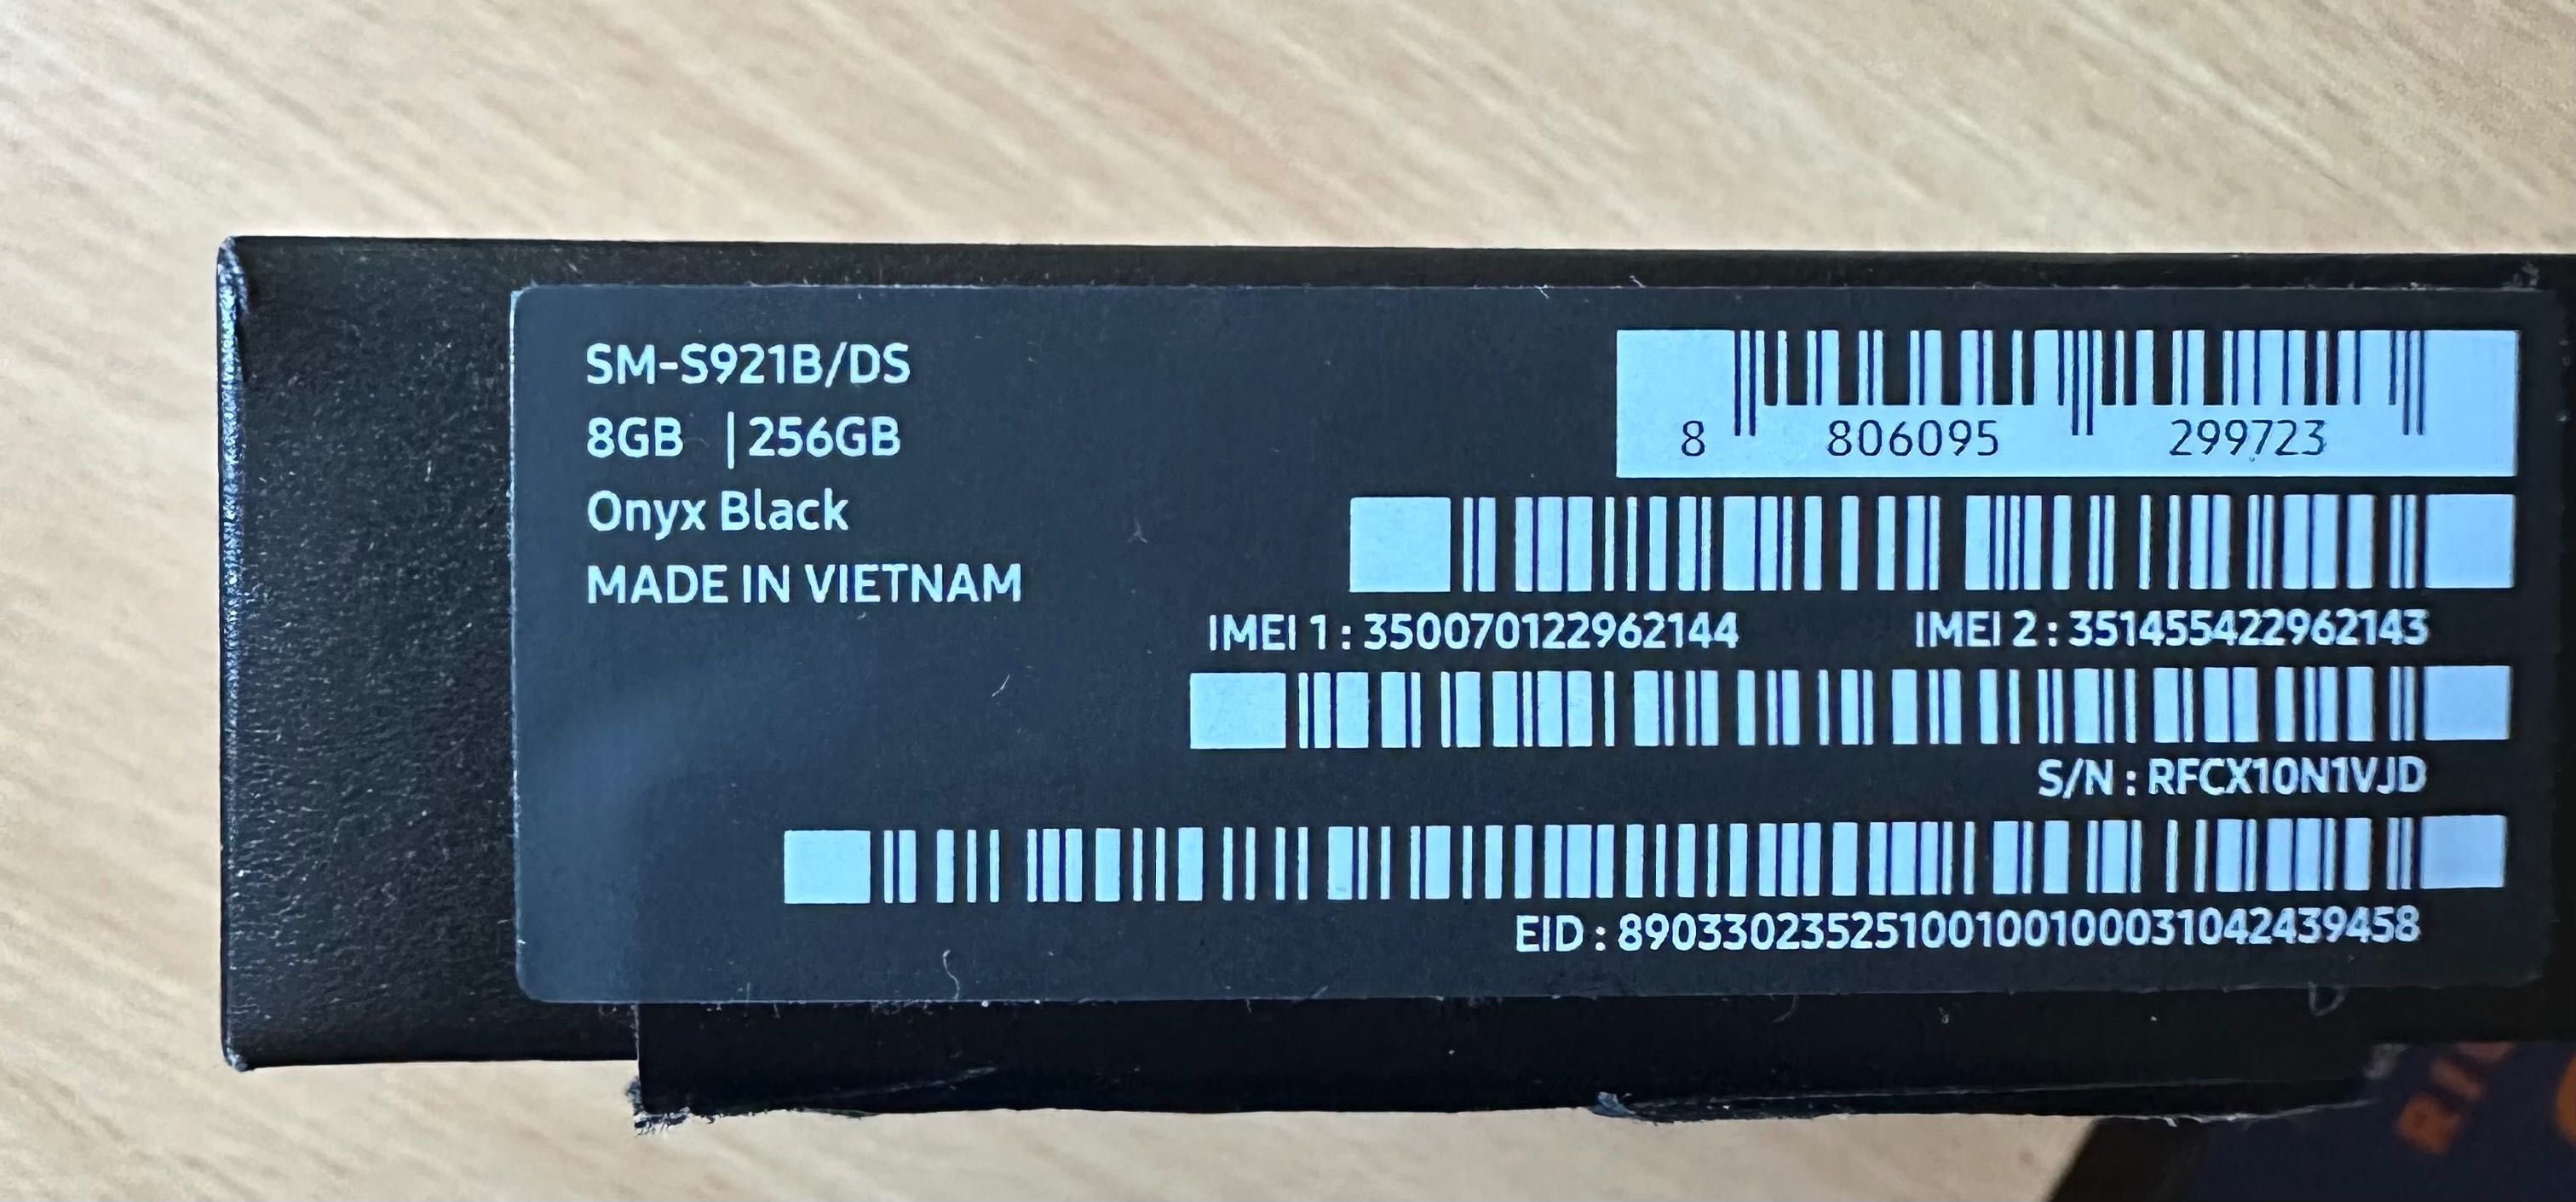 SM-S921B/DS
8GB |256GB
Onyx Black
MADE IN VIETNAM
8 806095 299723
IMEI 1 : 350070122962144 IMEI 2 : 351455422962143
S/N : RFCX10N1VJD
EID : 89033023525100100100031042439458